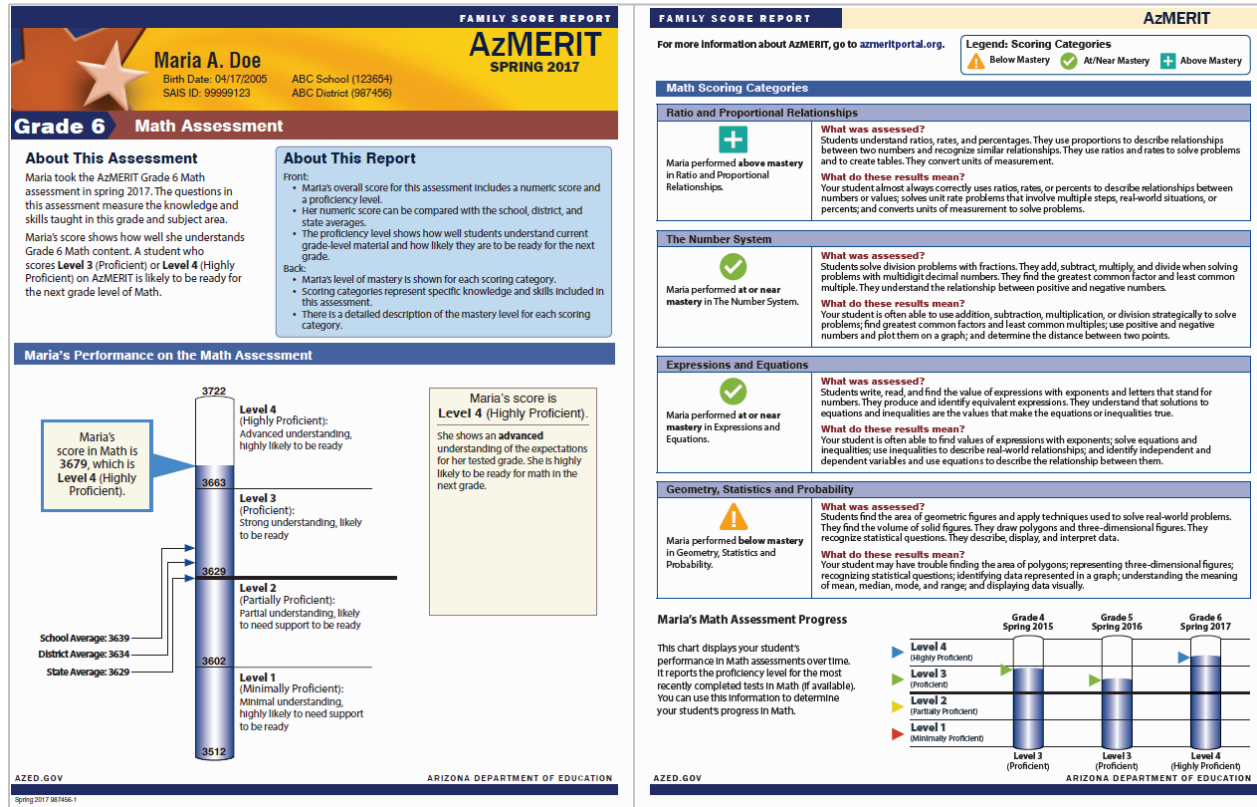 FAMILY SCORE REPORT
AzMERIT
SPRING 2017
Maria A. Doe
Birth Date: 04/17/2005
ABC School (123654)
SAIS ID: 99999123
ABC District (987456)
Grade 6
Math Assessment
About This Assessment
Maria took the AzMERIT Grade 6 Math
assessment in spring 2017. The questions in
this assessment measure the knowledge and
skills taught in this grade and subject area.
Maria's score shows how well she understands
Grade 6 Math content. A student who
scores Level 3 (Proficient) or Level 4 (Highly
Proficient) on AzMERIT is likely to be ready for
the next grade level of Math.
About This Report
Front:
• Maria's overall score for this assessment includes a numeric score and
a proficiency level.
• Her numeric score can be compared with the school, district, and
state averages.
• The proficiency level shows how well students understand current
grade-level material and how likely they are to be ready for the next
grade.
Back:
• Maria's level of mastery is shown for each scoring category.
• Scoring categories represent specific knowledge and skills included in
this assessment.
• There is a detailed description of the mastery level for each scoring
category.
Maria's Performance on the Math Assessment
Maria's
score in Math is
3679, which is
Level 4 (Highly
Proficient).
3722
Level 4
(Highly Proficient):
Advanced understanding,
highly likely to be ready
3663
Level 3
(Proficient):
Strong understanding, likely
to be ready
3629
Level 2
(Partially Proficient):
Partial understanding, likely
to need support to be ready
School Average: 3639
District Average: 3634
State Average: 3629
3602
Level 1
(Minimally Proficient):
Minimal understanding,
highly likely to need support
to be ready
3512
Maria's score is
Level 4 (Highly Proficient).
She shows an advanced
understanding of the expectations
for her tested grade. She is highly
likely to be ready for math in the
next grade.
AZED.GOV
ARIZONA DEPARTMENT OF EDUCATION
Spring 2017 987456-1
FAMILY SCORE REPORT
AzMERIT
For more information about AzMERIT, go to azmeritportal.org.
Legend: Scoring Categories
Below Mastery
At/Near Mastery
Above Mastery
Math Scoring Categories
Ratio and Proportional Relationships
Maria performed above mastery
in Ratio and Proportional
Relationships.
What was assessed?
Students understand ratios, rates, and percentages. They use proportions to describe relationships
between two numbers and recognize similar relationships. They use ratios and rates to solve problems
and to create tables. They convert units of measurement.
What do these results mean?
Your student almost always correctly uses ratios, rates, or percents to describe relationships between
numbers or values; solves unit rate problems that involve multiple steps, real-world situations, or
percents; and converts units of measurement to solve problems.
The Number System
Maria performed at or near
mastery in The Number System.
What was assessed?
Students solve division problems with fractions. They add, subtract, multiply, and divide when solving
problems with multidigit decimal numbers. They find the greatest common factor and least common
multiple. They understand the relationship between positive and negative numbers.
What do these results mean?
Your student is often able to use addition, subtraction, multiplication, or division strategically to solve
problems; find greatest common factors and least common multiples; use positive and negative
numbers and plot them on a graph; and determine the distance between two points.
Expressions and Equations
Maria performed at or near
mastery in Expressions and
Equations.
What was assessed?
Students write, read, and find the value of expressions with exponents and letters that stand for
numbers. They produce and identify equivalent expressions. They understand that solutions to
equations and inequalities are the values that make the equations or inequalities true.
What do these results mean?
Your student is often able to find values of expressions with exponents; solve equations and
inequalities; use inequalities to describe real-world relationships; and identify independent and
dependent variables and use equations to describe the relationship between them.
Geometry, Statistics and Probability
Maria performed below mastery
in Geometry, Statistics and
Probability.
What was assessed?
Students find the area of geometric figures and apply techniques used to solve real-world problems.
They find the volume of solid figures. They draw polygons and three-dimensional figures. They
recognize statistical questions. They describe, display, and interpret data.
What do these results mean?
Your student may have trouble finding the area of polygons; representing three-dimensional figures;
recognizing statistical questions; identifying data represented in a graph; understanding the meaning
of mean, median, mode, and range; and displaying data visually.
Maria's Math Assessment Progress
This chart displays your student's
performance in Math assessments over time.
It reports the proficiency level for the most
recently completed tests in Math (if available).
You can use this information to determine
your student's progress in Math.
Grade 4
Spring 2015
Grade 5
Spring 2016
Grade 6
Spring 2017
Level 4
(Highly Proficient)
Level 3
(Proficient)
Level 2
(Partially Proficient)
Level 1
(Minimally Proficient)
Level 3
(Proficient)
Level 3
(Proficient)
Level 4
(Highly Proficient)
AZED.GOV
ARIZONA DEPARTMENT OF EDUCATION